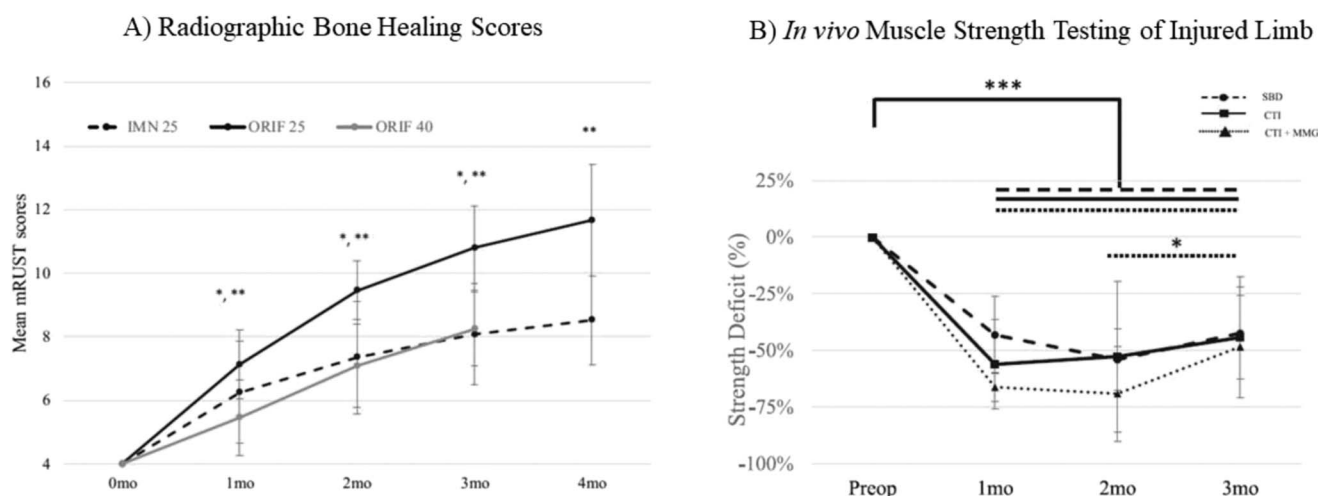 A) Radiographic Bone Healing Scores
16
14
12
10
8
6
4
Mean mRUST scores
IMN 25 ORIF 25 ORIF 40
*, **
*, **
*, **
**
0mo 1mo 2mo 3mo 4mo
B) In vivo Muscle Strength Testing of Injured Limb
***
SBD
CTI
CTI + MMG
25%
0%
-25%
-50%
-75%
-100%
Strength Deficit (%)
*
Preop 1mo 2mo 3mo